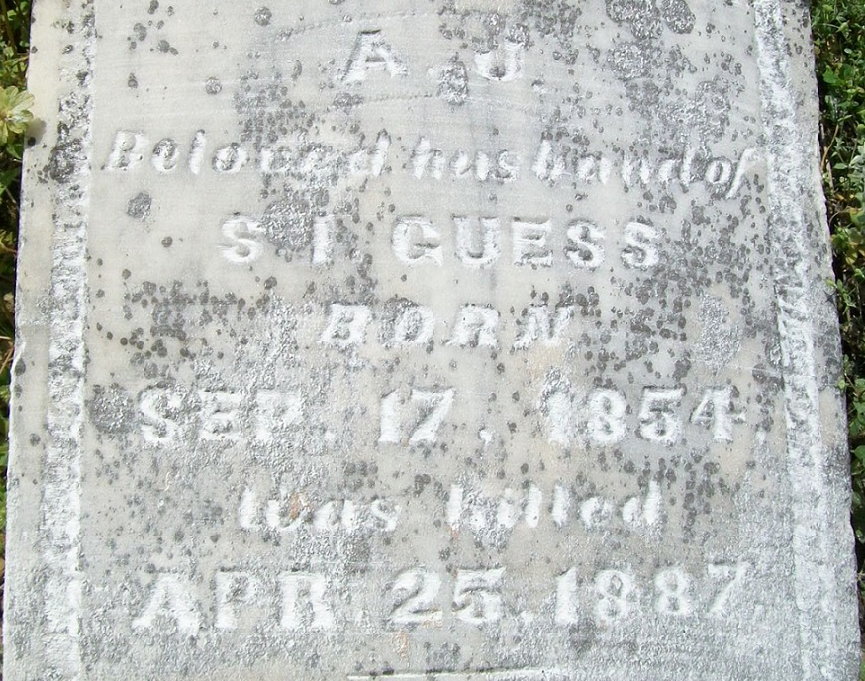 A. J.
Beloved husband of
S. I. GUESS
BORN
SEP. 17, 1854.
Was killed
APR. 25, 1887.